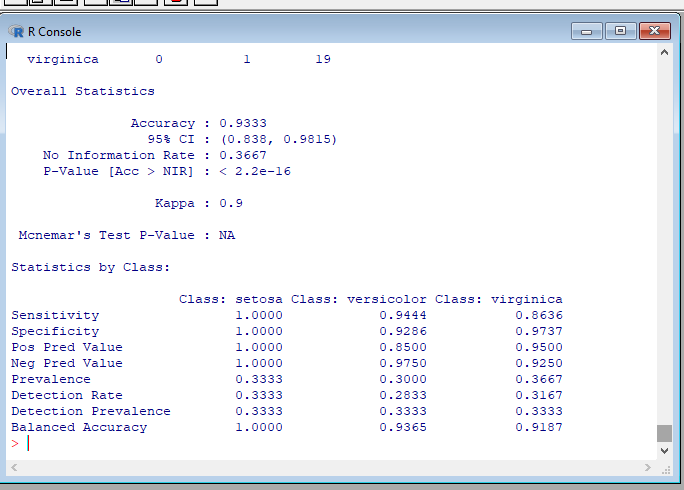 R Console
virginica 0 1 19
Overall Statistics
Accuracy : 0.9333
95% CI : (0.838, 0.9815)
No Information Rate : 0.3667
P-Value [Acc > NIR] : < 2.2e-16
Kappa : 0.9
Mcnemar's Test P-Value : NA
Statistics by Class:
Class: setosa Class: versicolor Class: virginica
Sensitivity 1.0000 0.9444 0.8636
Specificity 1.0000 0.9286 0.9737
Pos Pred Value 1.0000 0.8500 0.9500
Neg Pred Value 1.0000 0.9750 0.9250
Prevalence 0.3333 0.3000 0.3667
Detection Rate 0.3333 0.2833 0.3167
Detection Prevalence 0.3333 0.3333 0.3333
Balanced Accuracy 1.0000 0.9365 0.9187
>